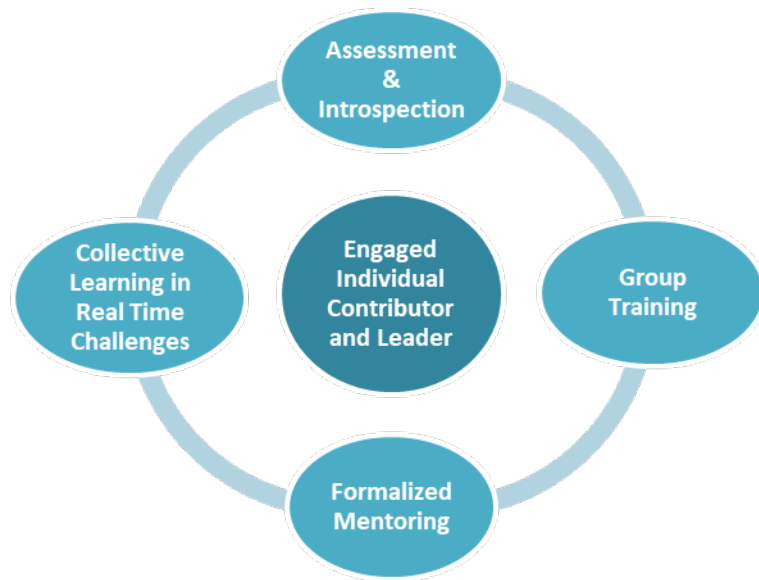 Assessment
&
Introspection
Collective
Learning in
Real Time
Challenges
Engaged
Individual
Contributor
and Leader
Group
Training
Formalized
Mentoring